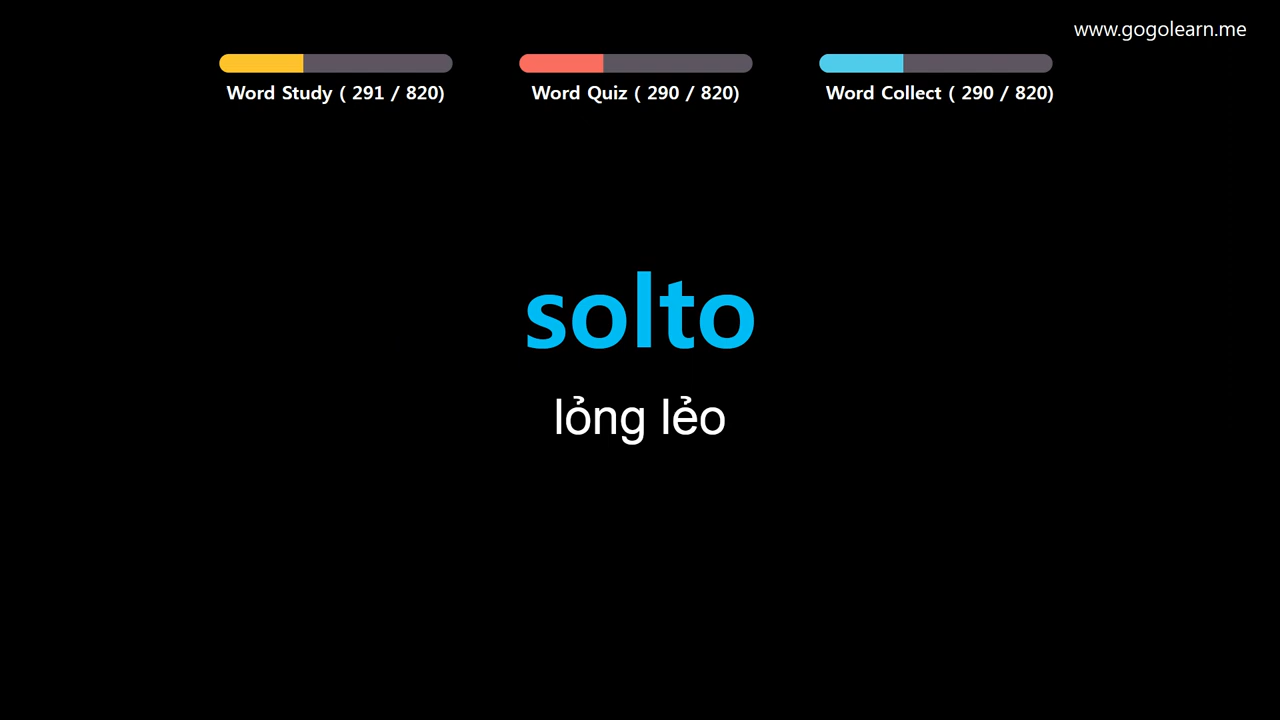 www.gogolearn.me
Word Study ( 291 / 820)
Word Quiz ( 290 / 820)
Word Collect ( 290 / 820)
solto
lỏng lẻo